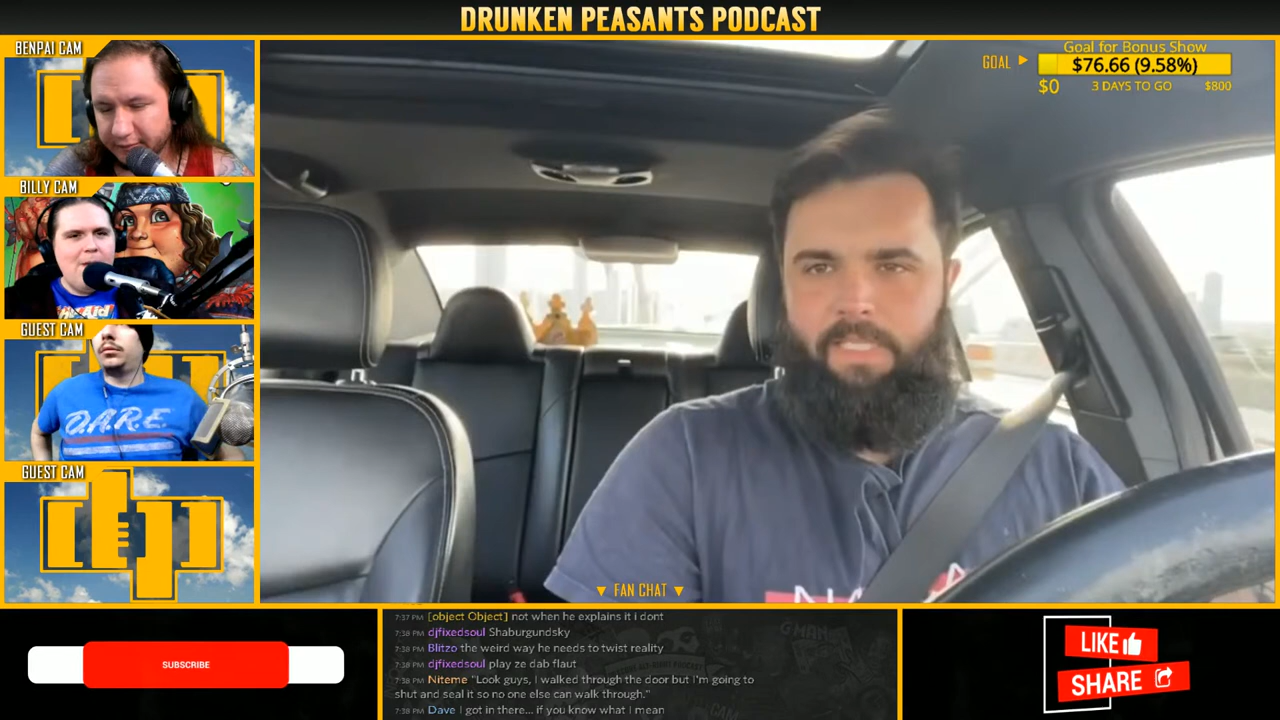 DRUNKEN PEASANTS PODCAST
BENPAI CAM
BILLY CAM
GUEST CAM
D.A.R.E.
GUEST CAM
Goal for Bonus Show
GOAL ▶ $76.66 (9.58%)
$0 3 DAYS TO GO $800
▼ FAN CHAT ▼
7:37 PM [object Object] not when he explains it i dont
7:38 PM djfixedsoul Shaburgundsky
7:38 PM Blitzo the weird way he needs to twist reality
7:38 PM djfixedsoul play ze dab flaut
7:38 PM Niteme "Look guys, I walked through the door but I'm going to
shut and seal it so no one else can walk through."
7:38 PM Dave I got in there... if you know what I mean
SUBSCRIBE
LIKE
SHARE